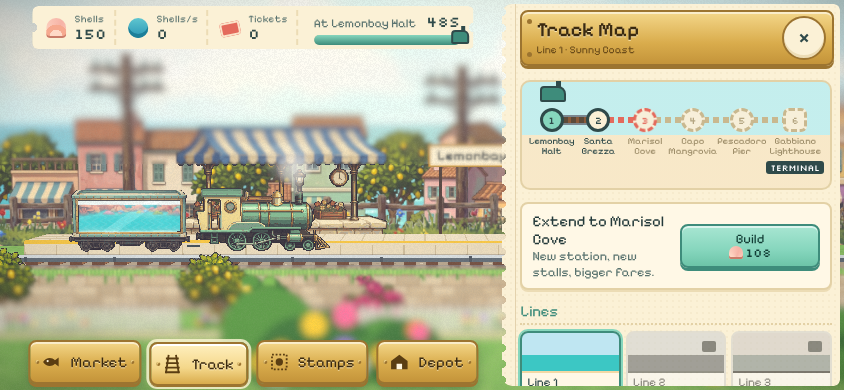 Shells
150
Shells/s
0
Tickets
0
At Lemonbay Halt 48S
Lemonbay
Market
Track
Stamps
Depot
Track Map
Line 1 · Sunny Coast
×
1 2 3 4 5 6
Lemonbay Halt
Santa Brezza
Marisol Cove
Capo Mangrovia
Pescadoro Pier
Gabbiano Lighthouse
TERMINAL
Extend to Marisol
Cove
New station, new
stalls, bigger fares.
Build
108
Lines
Line 1
Line 2
Line 3